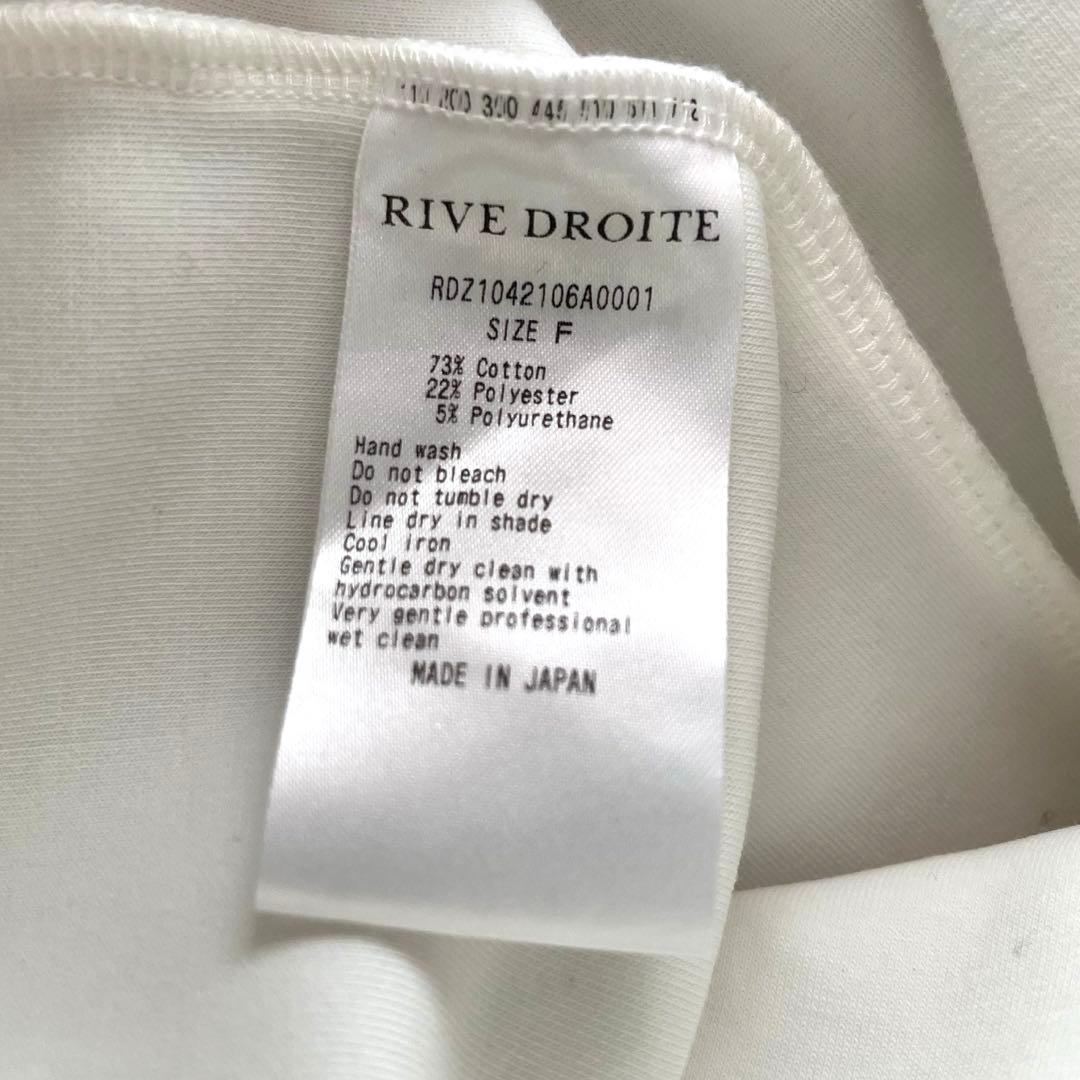 RIVE DROITE
RDZ1042106A0001
SIZE F
73% Cotton
22% Polyester
5% Polyurethane
Hand wash
Do not bleach
Do not tumble dry
Line dry in shade
Cool iron
Gentle dry clean with
hydrocarbon solvent
Very gentle professional
wet clean
MADE IN JAPAN